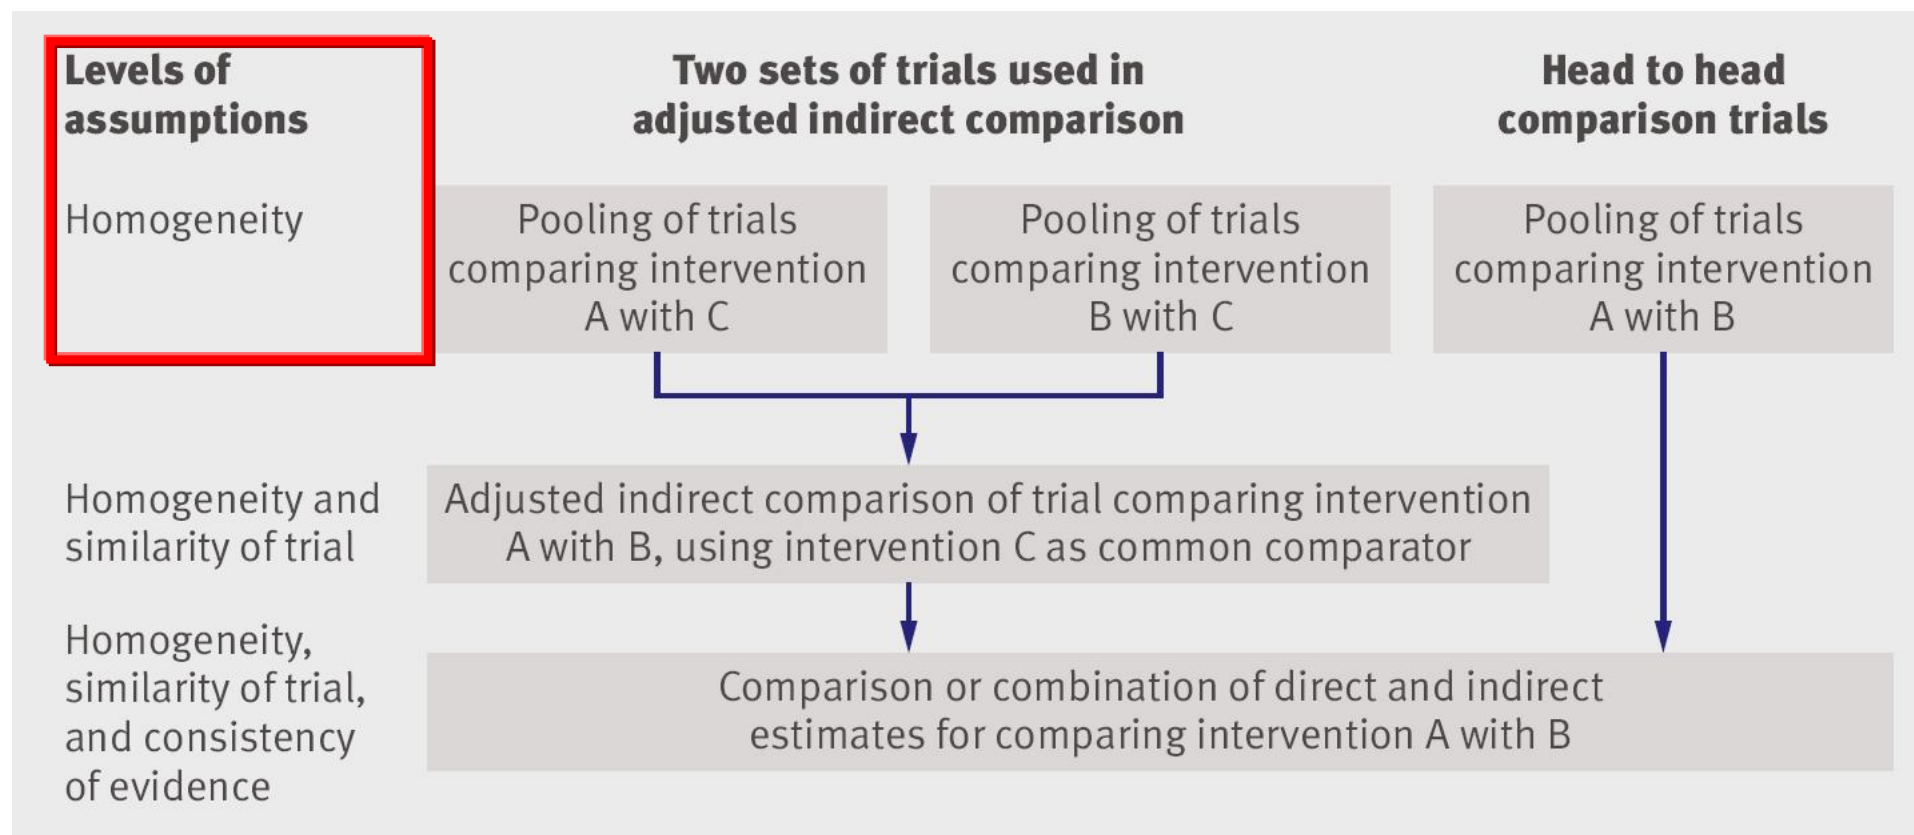 Levels of
assumptions
Two sets of trials used in
adjusted indirect comparison
Head to head
comparison trials
Homogeneity
Pooling of trials
comparing intervention
A with C
Pooling of trials
comparing intervention
B with C
Pooling of trials
comparing intervention
A with B
Homogeneity and
similarity of trial
Adjusted indirect comparison of trial comparing intervention
A with B, using intervention C as common comparator
Homogeneity,
similarity of trial,
and consistency
of evidence
Comparison or combination of direct and indirect
estimates for comparing intervention A with B